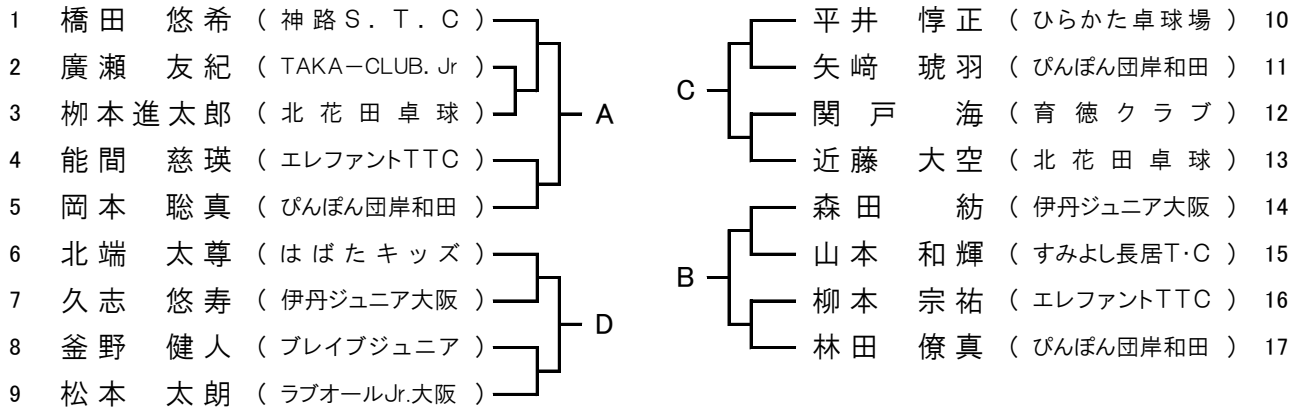 1 橋田 悠希 (神路S.T.C)
2 廣瀬 友紀 (TAKA-CLUB.Jr)
3 栁本進太郎 (北花田卓球)
A
4 能間 慈瑛 (エレファントTTC)
5 岡本 聡真 (ぴんぽん団岸和田)
6 北端 太尊 (はばたキッズ)
7 久志 悠寿 (伊丹ジュニア大阪)
D
8 釜野 健人 (ブレイブジュニア)
9 松本 太朗 (ラブオールJr.大阪)
平井 惇正 (ひらかた卓球場) 10
矢﨑 琥羽 (ぴんぽん団岸和田) 11
C
関戸 海 (育徳クラブ) 12
近藤 大空 (北花田卓球) 13
森田 紡 (伊丹ジュニア大阪) 14
山本 和輝 (すみよし長居T・C) 15
B
柳本 宗祐 (エレファントTTC) 16
林田 僚真 (ぴんぽん団岸和田) 17